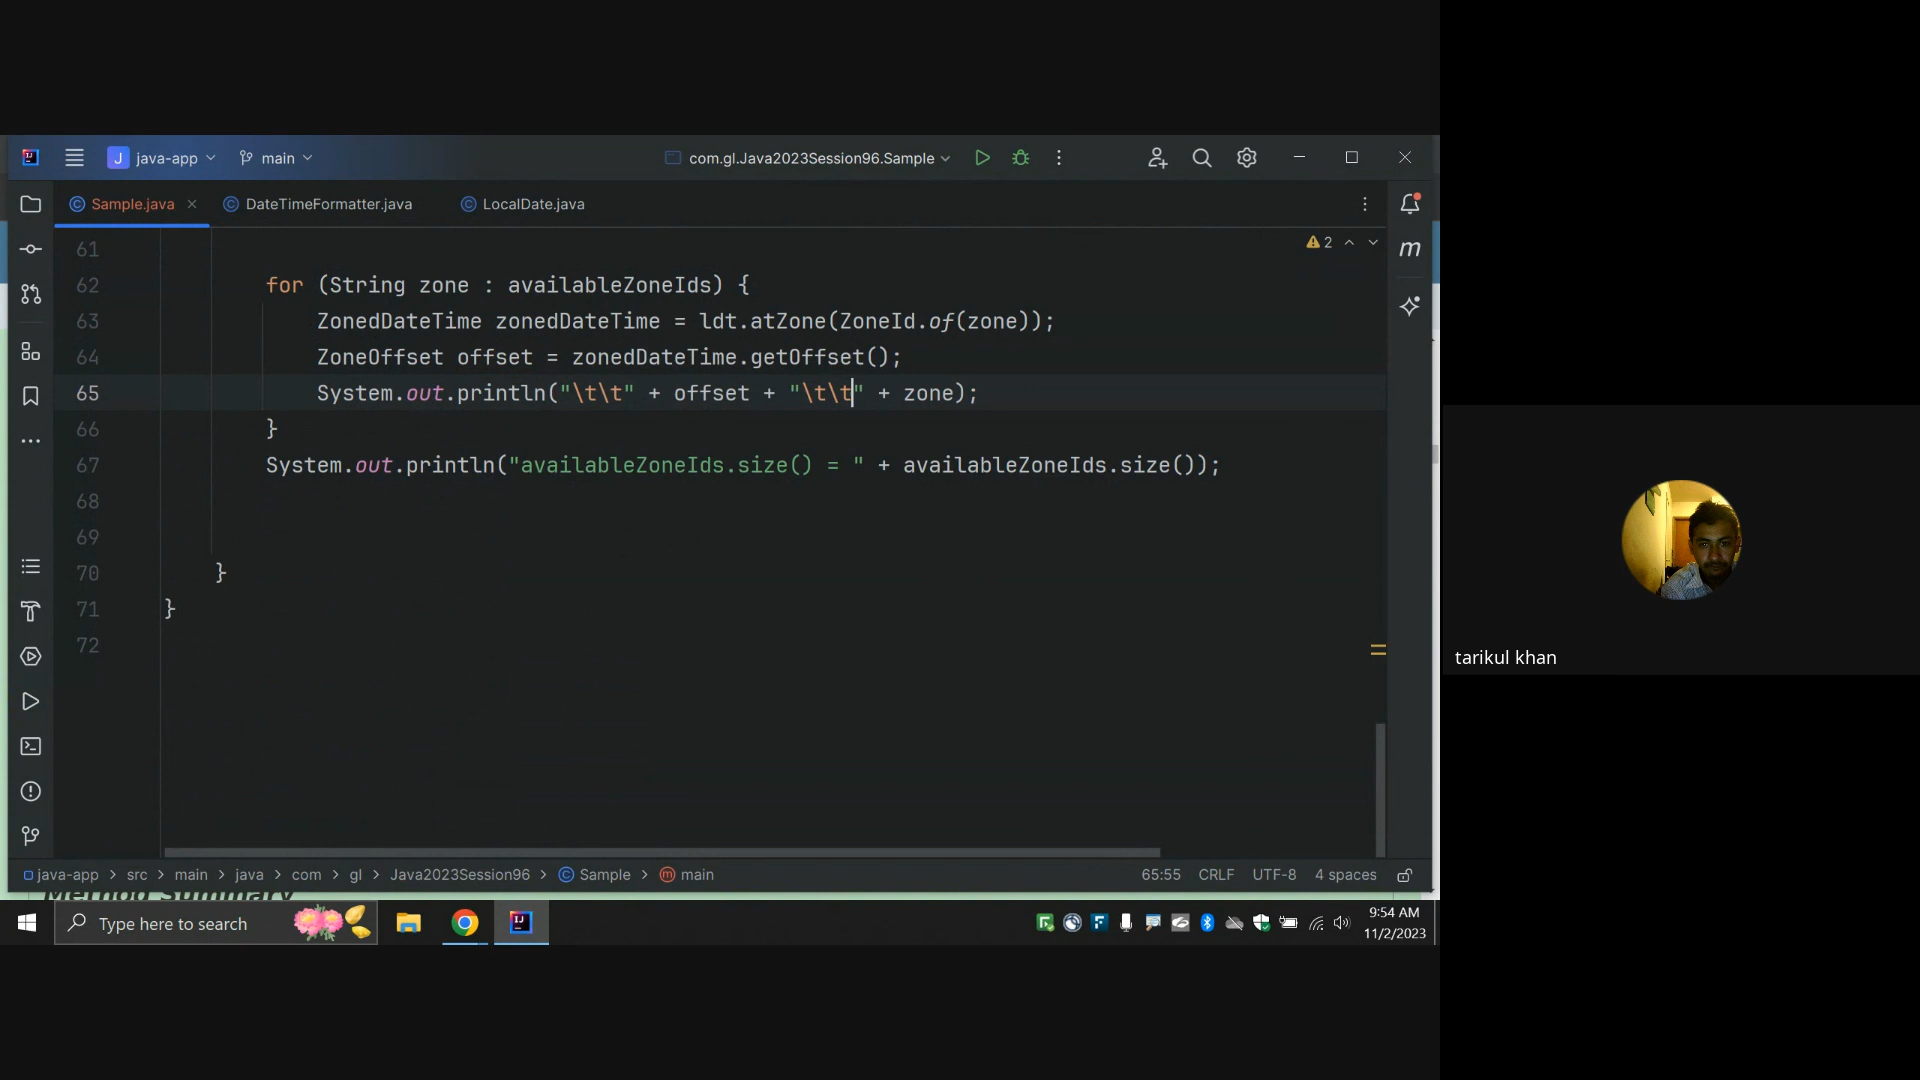 J java-app
main
com.gl.Java2023Session96.Sample
Sample.java
DateTimeFormatter.java
LocalDate.java
2
m
61
62 for (String zone : availableZoneIds) {
63 ZonedDateTime zonedDateTime = ldt.atZone(ZoneId.of(zone));
64 ZoneOffset offset = zonedDateTime.getOffset();
65 System.out.println("\t\t" + offset + "\t\t" + zone);
66 }
67 System.out.println("availableZoneIds.size() = " + availableZoneIds.size());
68
69
70 }
71 }
72
tarikul khan
java-app > src > main > java > com > gl > Java2023Session96 > Sample > main
65:55 CRLF UTF-8 4 spaces
Method Summary
Type here to search
9:54 AM
11/2/2023